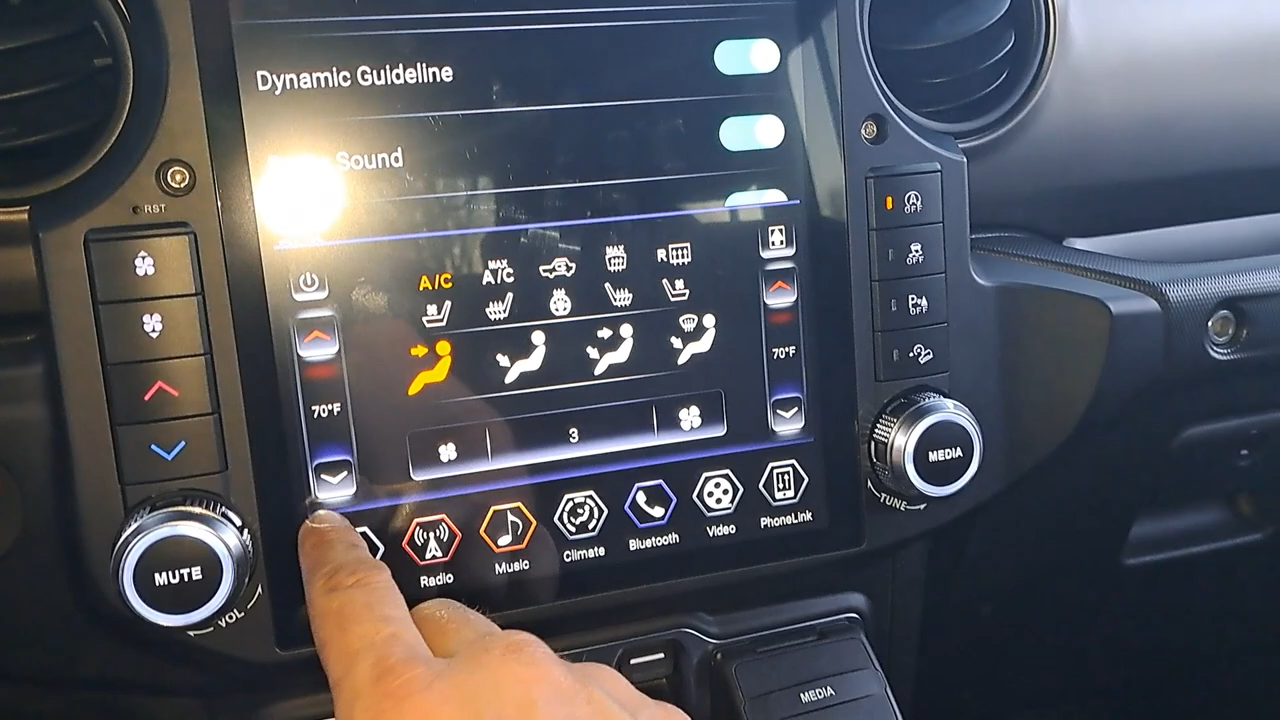 Dynamic Guideline
Sound
RST
A/C
MAX
A/C
MAX
R
70°F
70°F
3
Radio
Music
Climate
Bluetooth
Video
PhoneLink
MUTE
VOL
A
OFF
OFF
P
OFF
MEDIA
TUNE
MEDIA